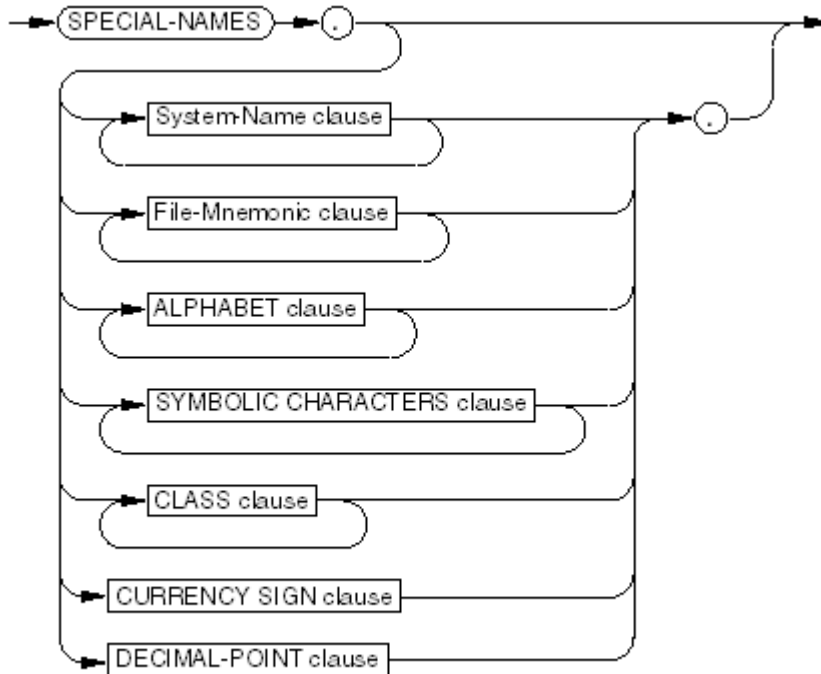 SPECIAL-NAMES .
System-Name clause
.
File-Mnemonic clause
ALPHABET clause
SYMBOLIC CHARACTERS clause
CLASS clause
CURRENCY SIGN clause
DECIMAL-POINT clause